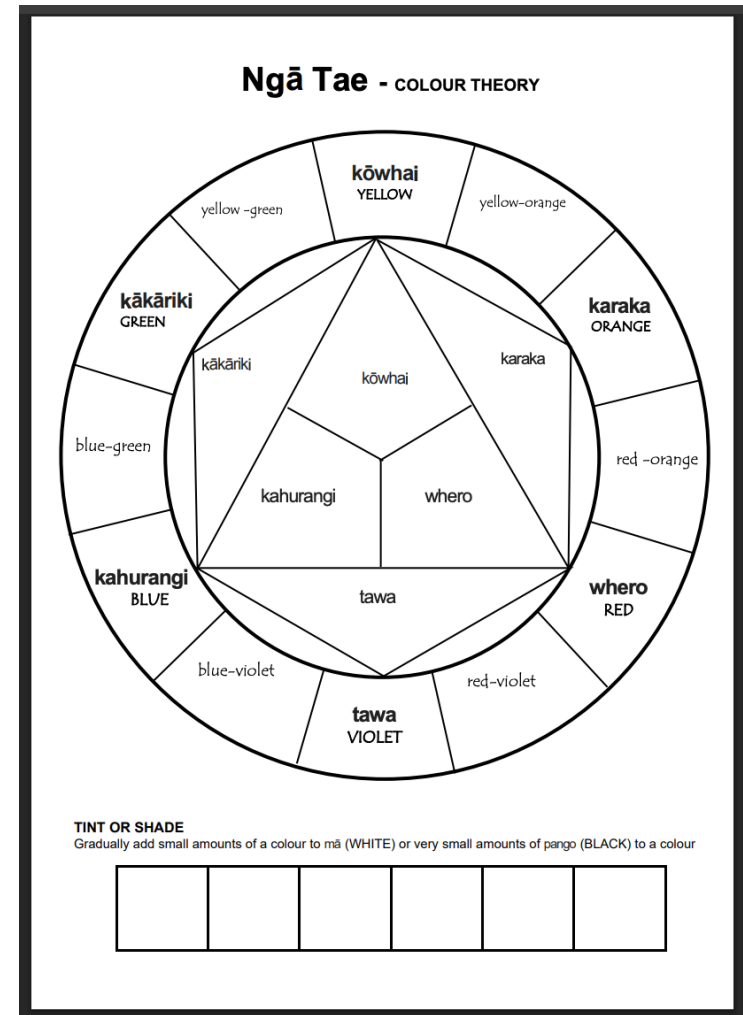 Ngā Tae - COLOUR THEORY
kōwhai
YELLOW
yellow -green
yellow-orange
kākāriki
GREEN
karaka
ORANGE
kākāriki
karaka
kōwhai
blue-green
red -orange
kahurangi
whero
kahurangi
BLUE
whero
RED
tawa
blue-violet
red-violet
tawa
VIOLET
TINT OR SHADE
Gradually add small amounts of a colour to mā (WHITE) or very small amounts of pango (BLACK) to a colour